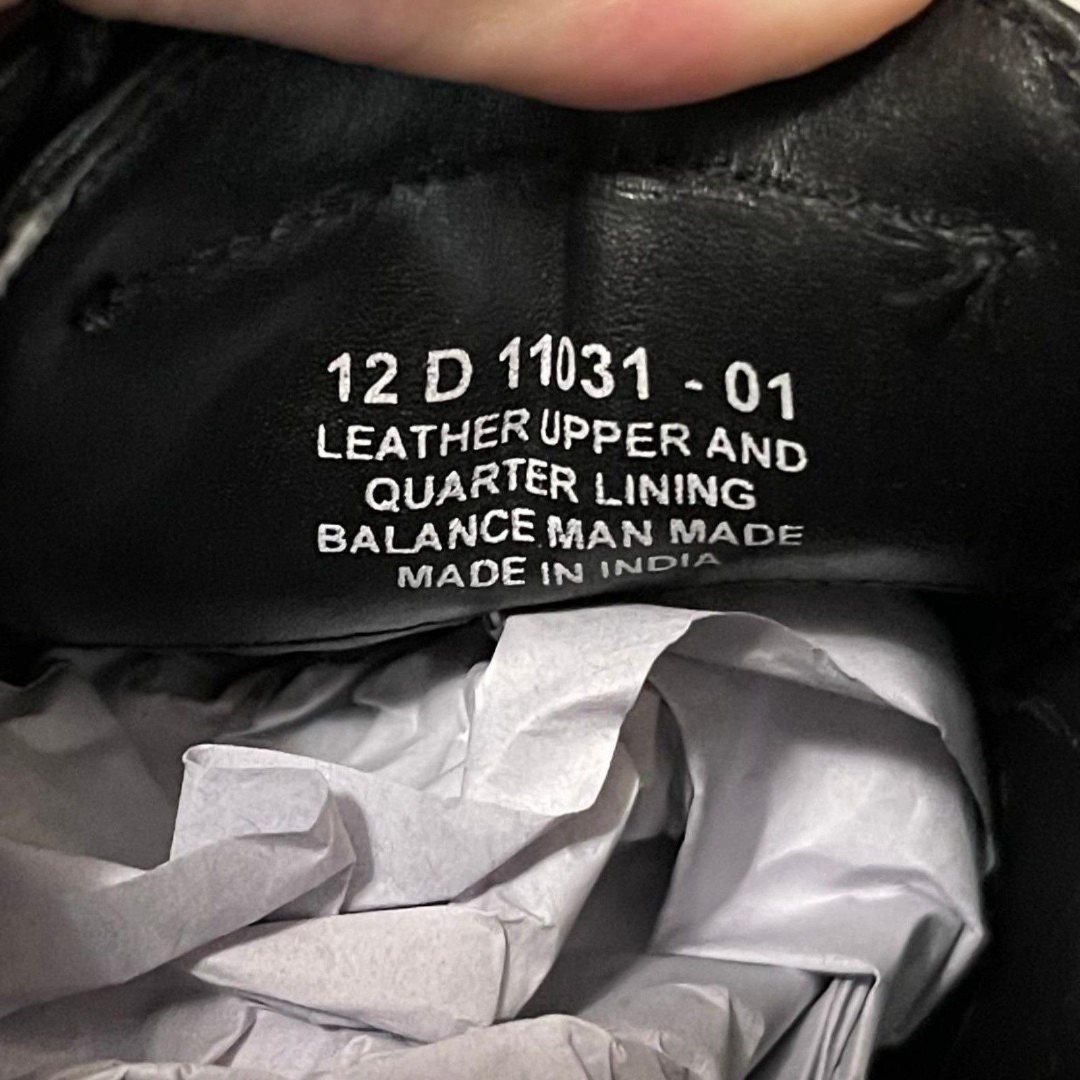 12 D 11031 - 01
LEATHER UPPER AND
QUARTER LINING
BALANCE MAN MADE
MADE IN INDIA